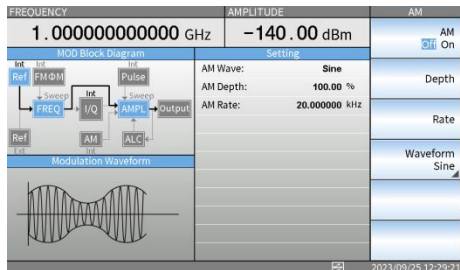 FREQUENCY
AMPLITUDE
AM
1.000000000000 GHz
-140.00 dBm
AM
Off On
MOD Block Diagram
Setting
Int
Int
Int
Ref
FMΦM
Pulse
AM Wave: Sine
Sweep
Int
Sweep
AM Depth: 100.00 %
Depth
FREQ
I/Q
AMPL
Output
AM Rate: 20.000000 kHz
Rate
Ref
AM
ALC
Ext
Int
Modulation Waveform
Waveform
Sine
2023/09/25 12:29:21